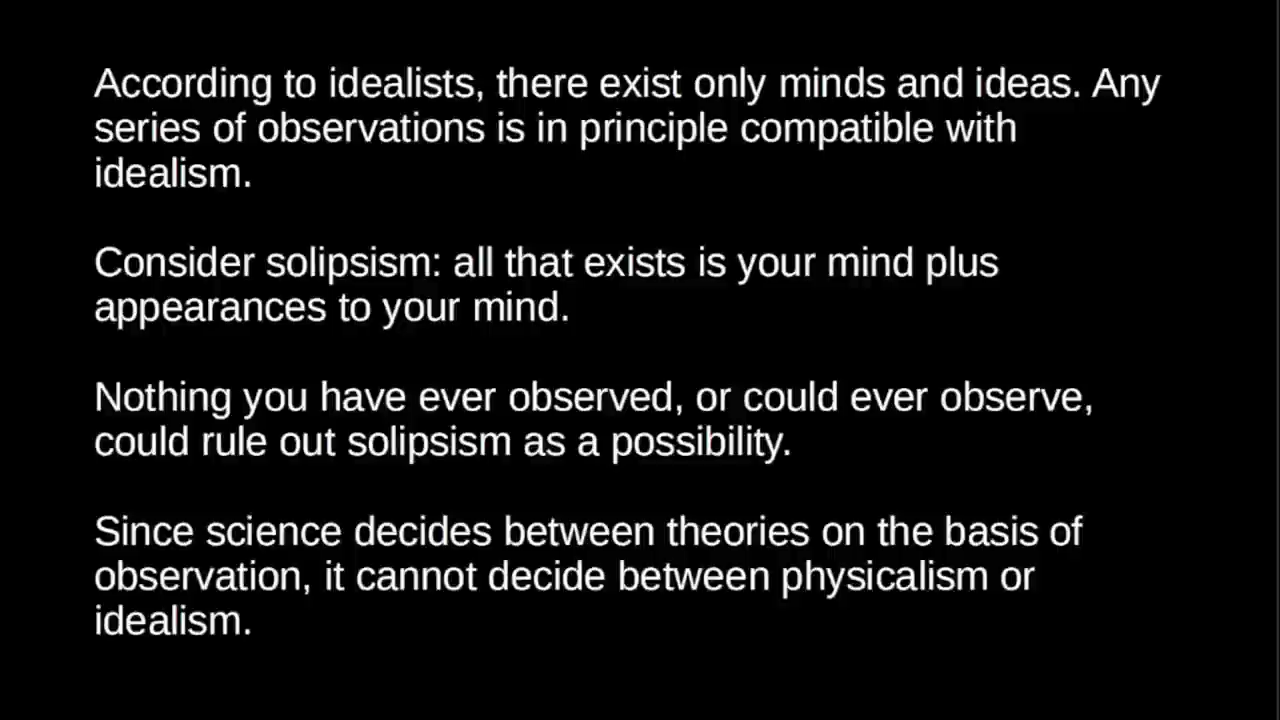 According to idealists, there exist only minds and ideas. Any
series of observations is in principle compatible with
idealism.
Consider solipsism: all that exists is your mind plus
appearances to your mind.
Nothing you have ever observed, or could ever observe,
could rule out solipsism as a possibility.
Since science decides between theories on the basis of
observation, it cannot decide between physicalism or
idealism.